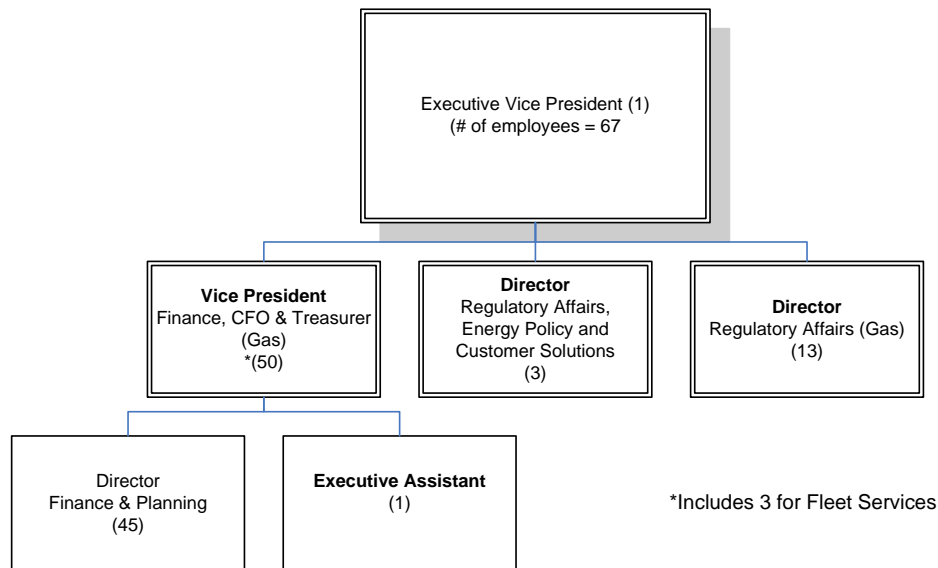 Executive Vice President (1)
(# of employees = 67
Vice President
Finance, CFO & Treasurer
(Gas)
*(50)
Director
Regulatory Affairs,
Energy Policy and
Customer Solutions
(3)
Director
Regulatory Affairs (Gas)
(13)
Director
Finance & Planning
(45)
Executive Assistant
(1)
*Includes 3 for Fleet Services